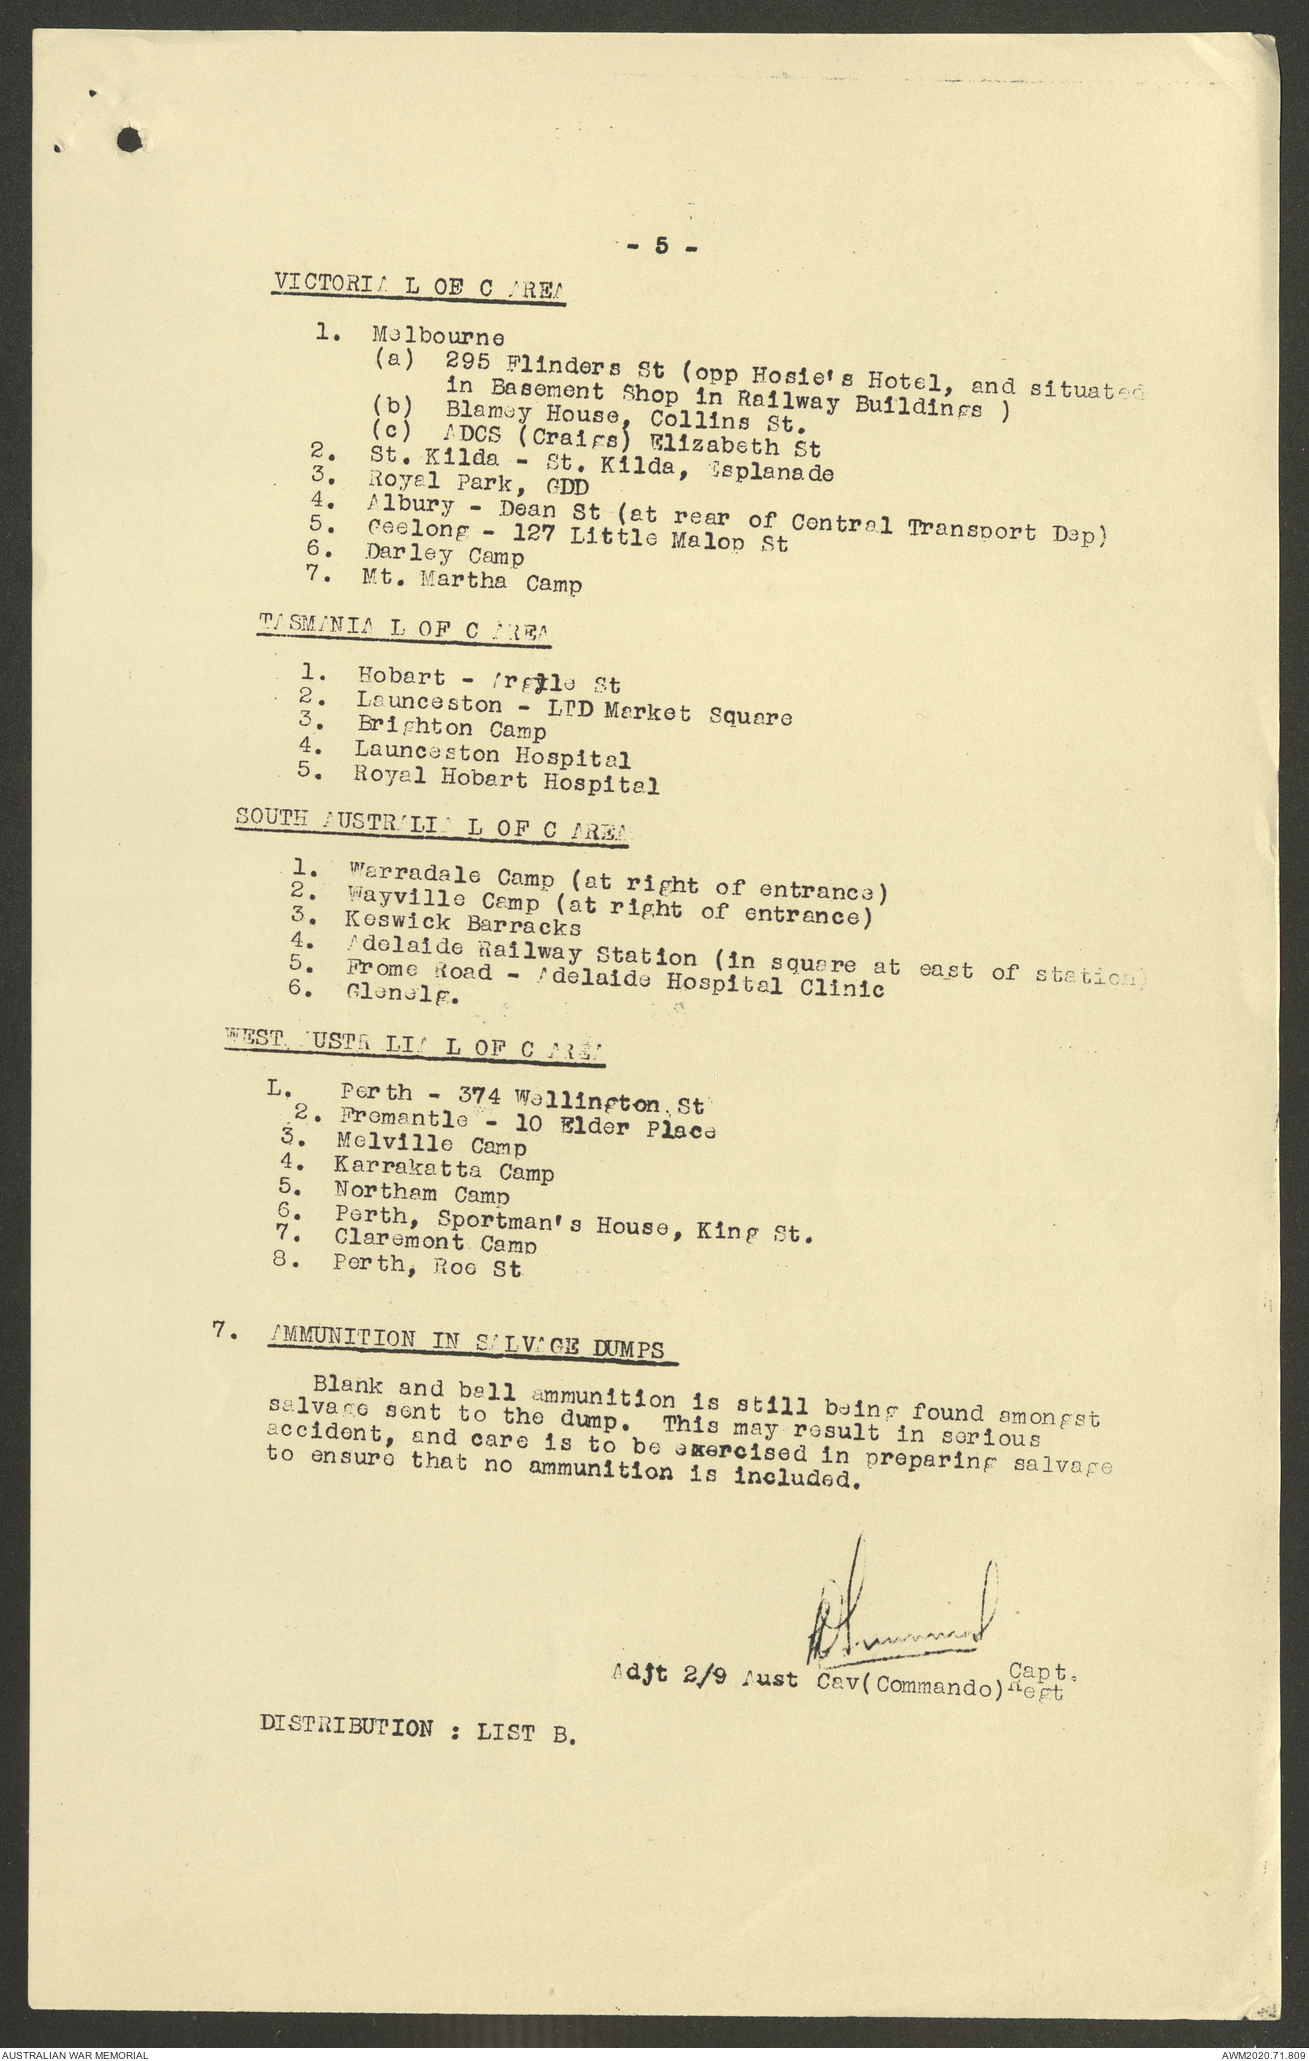 - 5 -
VICTORIA L OF C AREA
1. Melbourne
(a) 295 Flinders St (opp Hosie's Hotel, and situated
in Basement Shop in Railway Buildings )
(b) Blamey House, Collins St.
(c) ADCS (Craigs) Elizabeth St
2. St. Kilda - St. Kilda, Esplanade
3. Royal Park, GDD
4. Albury - Dean St (at rear of Central Transport Dep)
5. Geelong - 127 Little Malop St
6. Darley Camp
7. Mt. Martha Camp
TASMANIA L OF C AREA
1. Hobart - Argyle St
2. Launceston - LTD Market Square
3. Brighton Camp
4. Launceston Hospital
5. Royal Hobart Hospital
SOUTH AUSTRALIA L OF C AREA
1. Warradale Camp (at right of entrance)
2. Wayville Camp (at right of entrance)
3. Keswick Barracks
4. Adelaide Railway Station (in square at east of station)
5. Frome Road - Adelaide Hospital Clinic
6. Glenelg.
WEST AUSTRALIA L OF C AREA
L. Perth - 374 Wellington St
2. Fremantle - 10 Elder Place
3. Melville Camp
4. Karrakatta Camp
5. Northam Camp
6. Perth, Sportman's House, King St.
7. Claremont Camp
8. Perth, Roe St
7. AMMUNITION IN SALVAGE DUMPS
Blank and ball ammunition is still being found amongst
salvage sent to the dump. This may result in serious
accident, and care is to be exercised in preparing salvage
to ensure that no ammunition is included.
Capt.
Adjt 2/9 Aust Cav(Commando) Regt
DISTRIBUTION : LIST B.
AUSTRALIAN WAR MEMORIAL
AWM2020.71.809